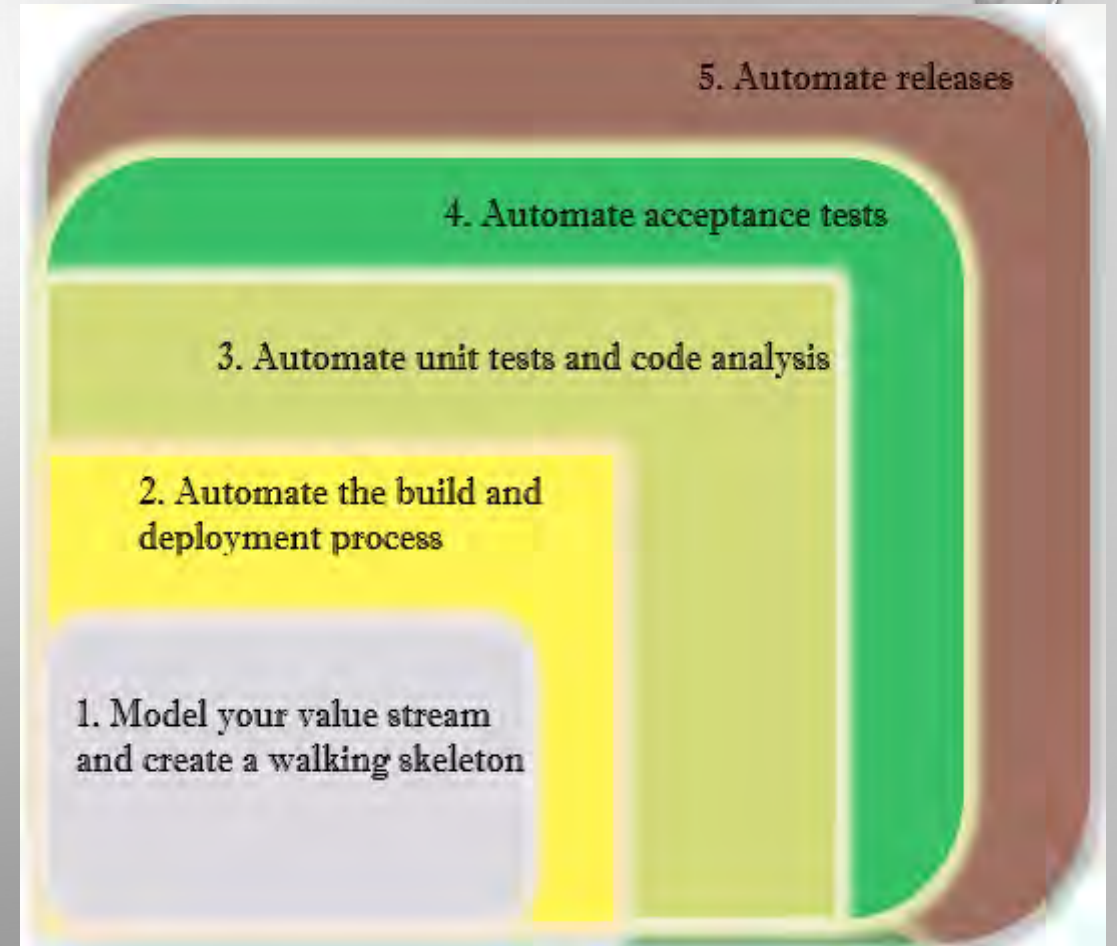 5. Automate releases
4. Automate acceptance tests
3. Automate unit tests and code analysis
2. Automate the build and
deployment process
1. Model your value stream
and create a walking skeleton